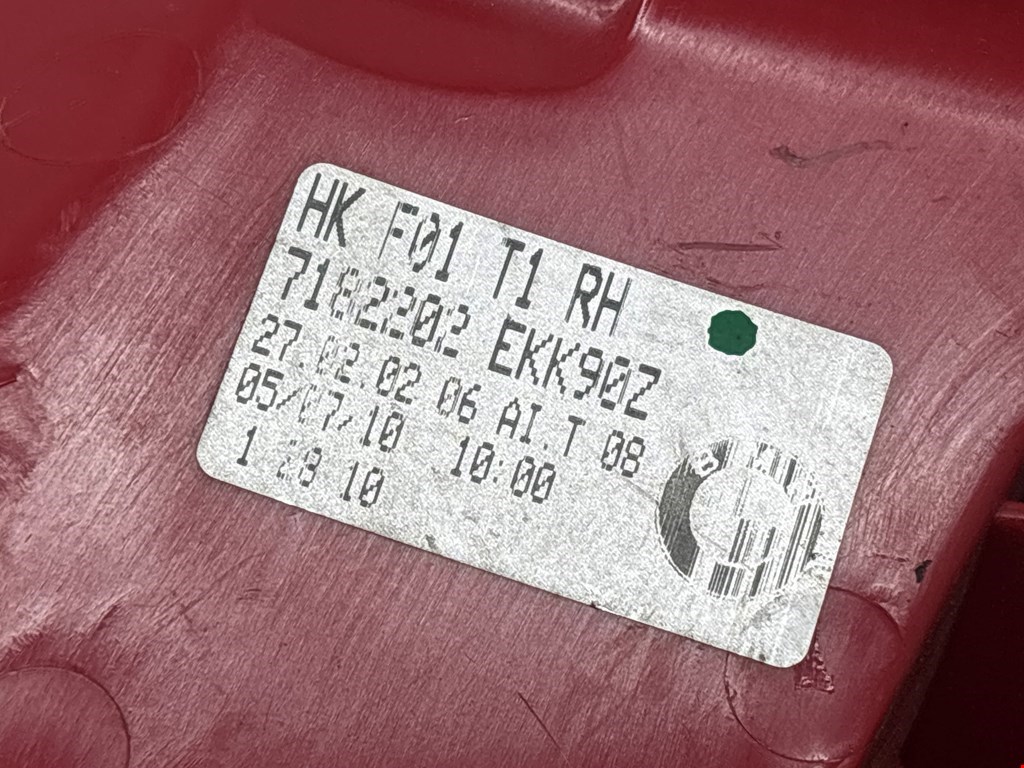 HK F01 T1 RH
7182202 EKK90Z
27.02.02 06 AI.T 08
05/07/10 10:00
1 28 10